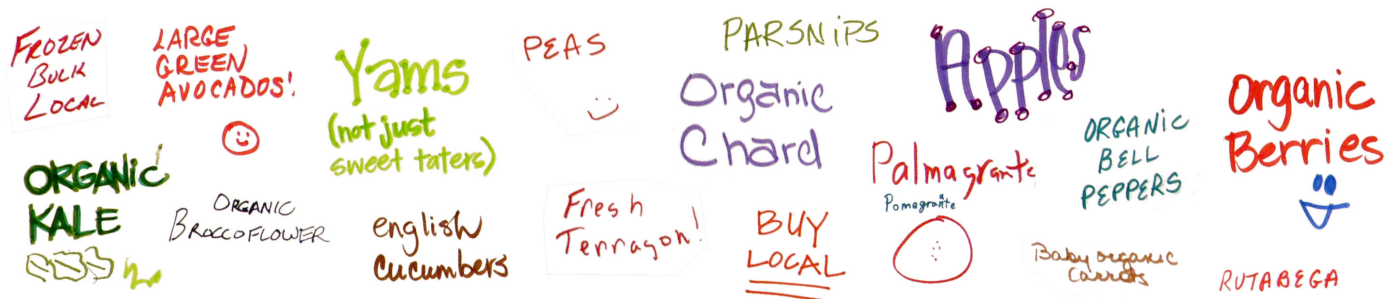 FROZEN
BULK
LOCAL
LARGE
GREEN
AVOCADOS!
Yams
(not just
sweet taters)
PEAS
PARSNiPS
Organic
Chard
Apples
ORGANIC
BELL
PEPPERS
Organic
Berries
ORGANiC
KALE
ORGANIC
BROCCOFLOWER
english
cucumbers
Fresh
Terragon!
BUY
LOCAL
Palmagrante
Pomagranite
Baby organic
Carrots
RUTABEGA